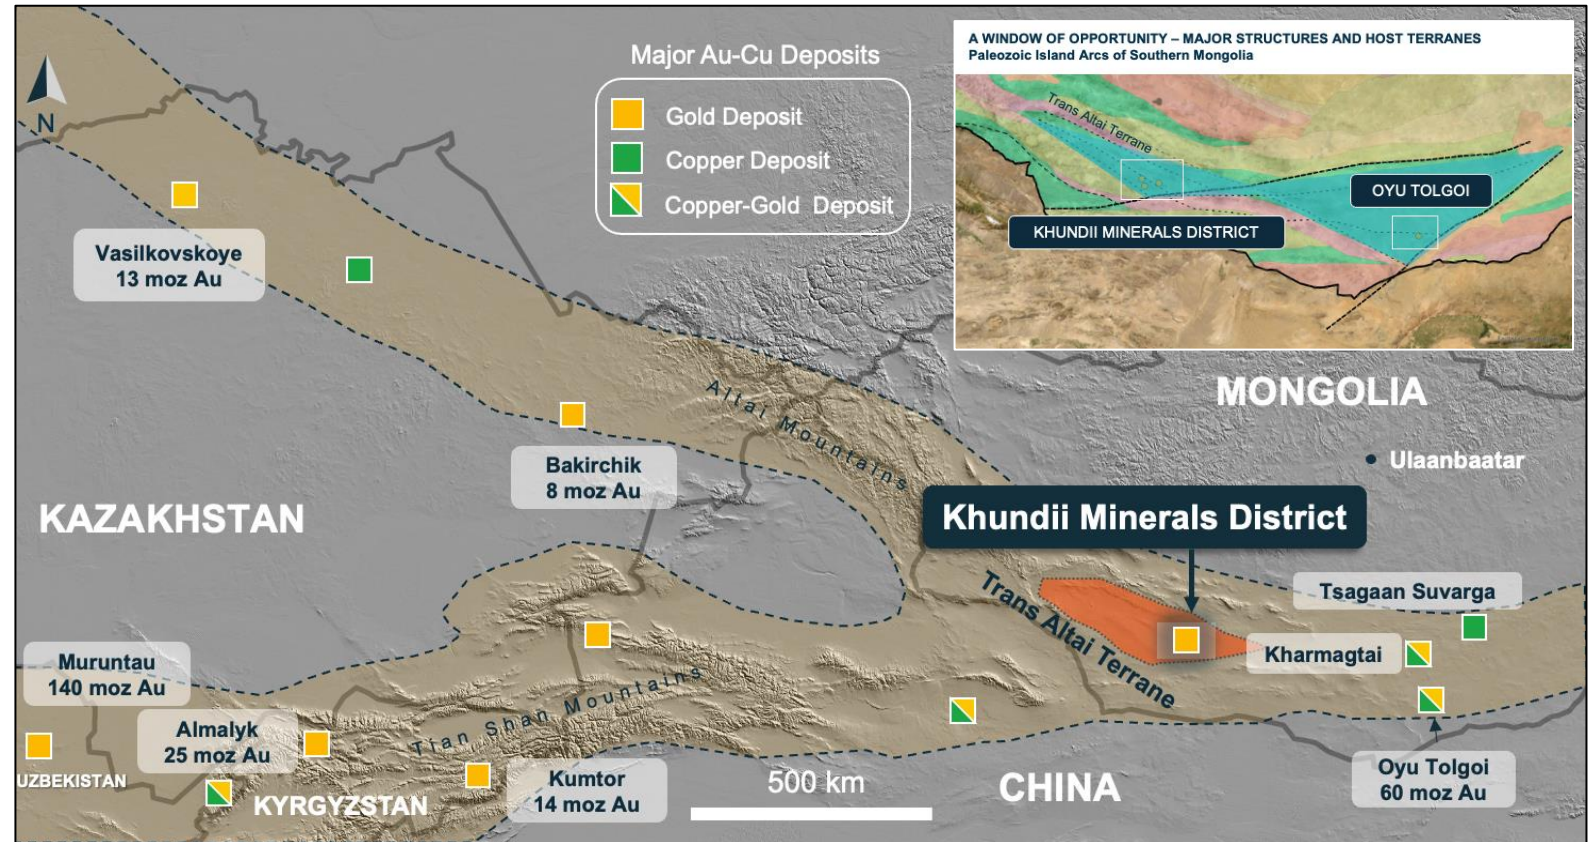 Major Au-Cu Deposits
Gold Deposit
Copper Deposit
Copper-Gold Deposit
A WINDOW OF OPPORTUNITY – MAJOR STRUCTURES AND HOST TERRANES
Paleozoic Island Arcs of Southern Mongolia
Trans Altai Terrane
OYU TOLGOI
KHUNDII MINERALS DISTRICT
N
Vasilkovskoye
13 moz Au
Altai Mountains
MONGOLIA
Ulaanbaatar
Bakirchik
8 moz Au
KAZAKHSTAN
Khundii Minerals District
Trans Altai Terrane
Tsagaan Suvarga
Kharmagtai
Muruntau
140 moz Au
Almalyk
25 moz Au
Tian Shan Mountains
UZBEKISTAN
KYRGYZSTAN
Kumtor
14 moz Au
500 km
CHINA
Oyu Tolgoi
60 moz Au